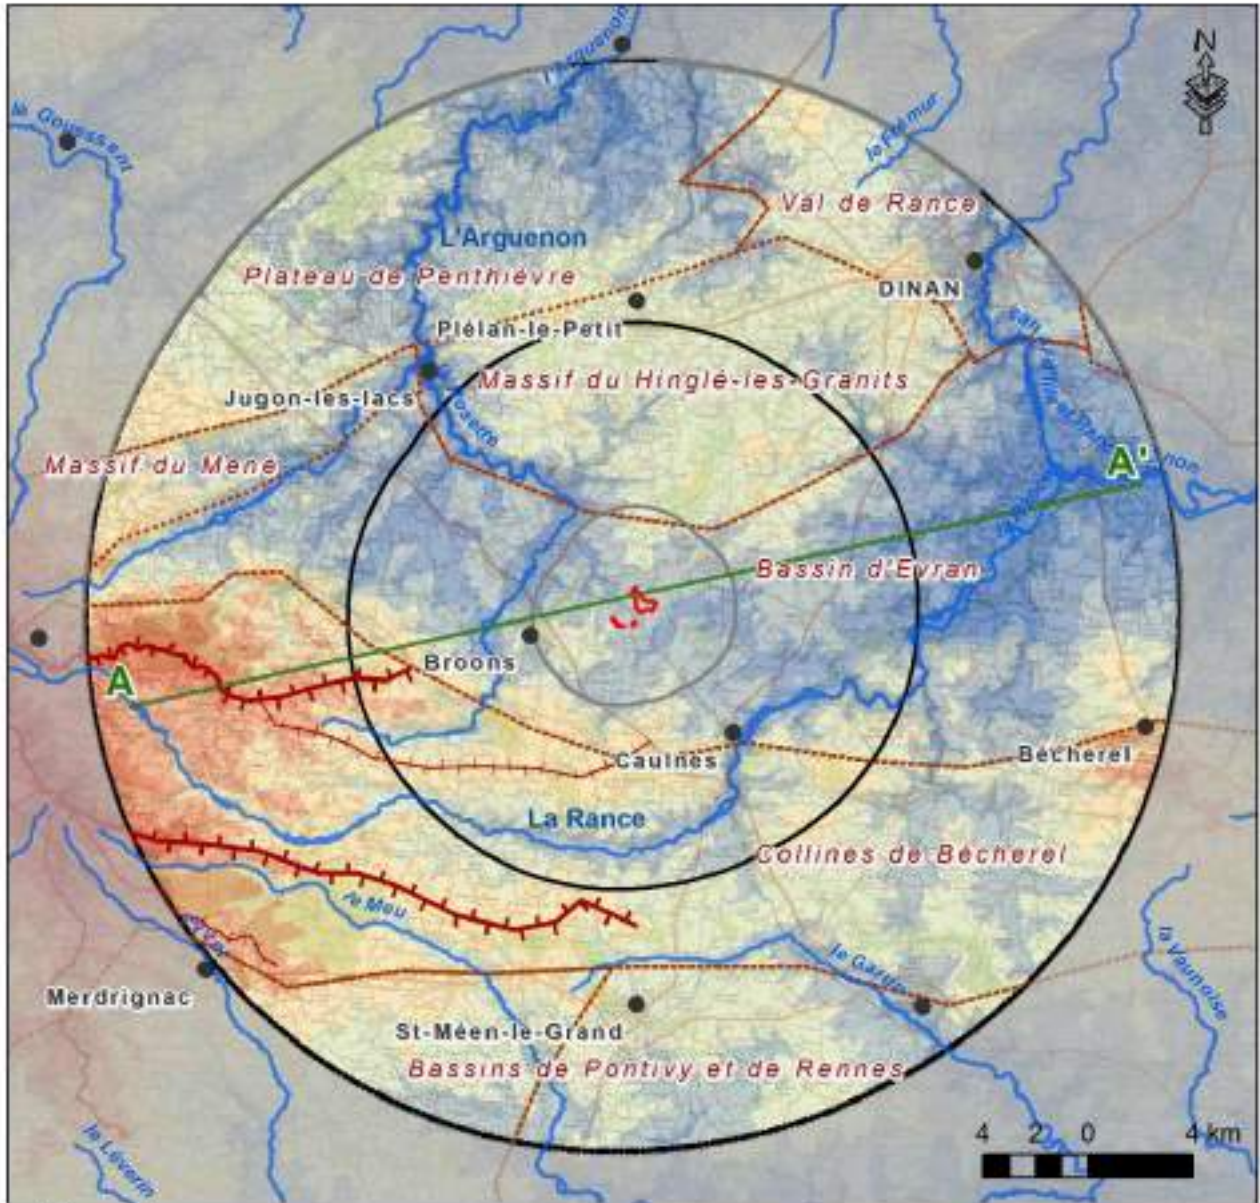 N
l'Arguenon
le Gouessant
le Frémur
Val de Rance
L'Arguenon
Plateau de Penthièvre
DINAN
Plélan-le-Petit
Massif du Hinglé-les-Granits
Jugon-les-lacs
Massif du Mené
A'
Bassin d'Evran
Broons
A
Caulnes
Bécherel
La Rance
Collines de Bécherel
le Meu
le Garun
la Vaunoise
Merdrignac
St-Méen-le-Grand
Bassins de Pontivy et de Rennes
4 2 0 4 km
le Léverin